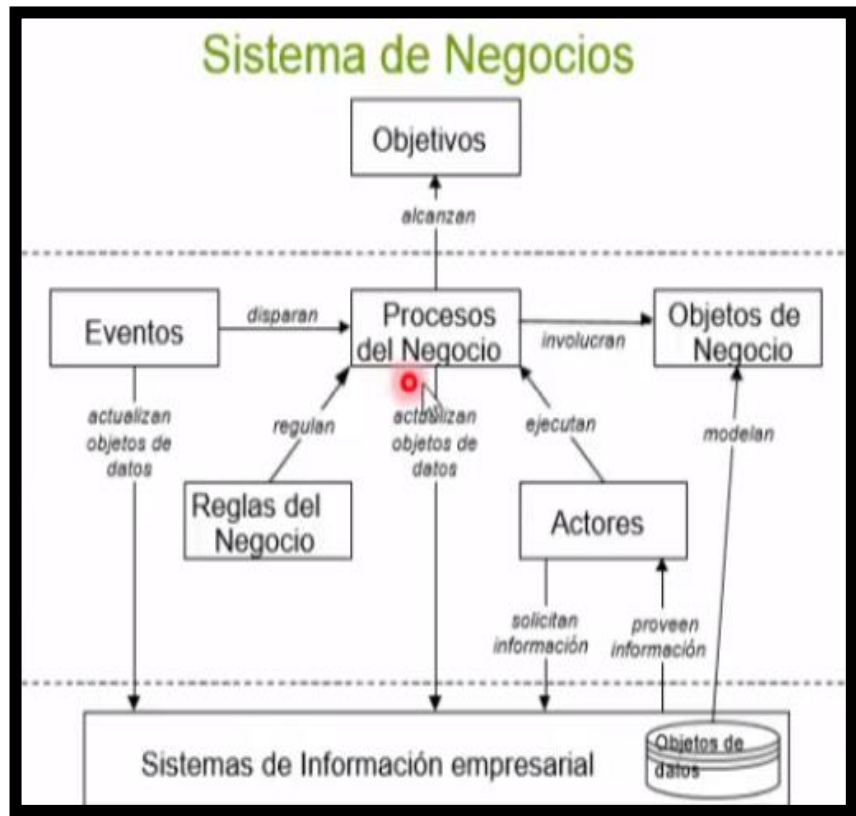 Sistema de Negocios
Objetivos
alcanzan
Eventos
disparan
Procesos
del Negocio
involucran
Objetos de
Negocio
actualizan
objetos de
datos
regulan
actualizan
objetos de
datos
ejecutan
modelan
Reglas del
Negocio
Actores
solicitan
información
proveen
información
Sistemas de Información empresarial
Objetos de
datos